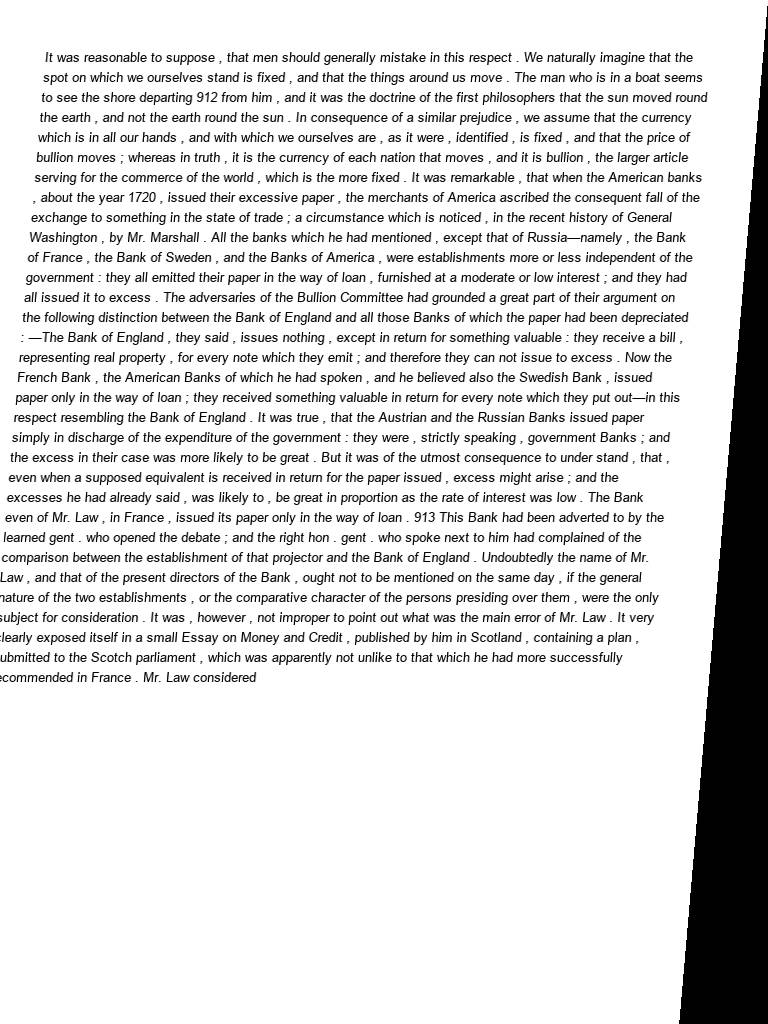 It was reasonable to suppose , that men should generally mistake in this respect . We naturally imagine that the
spot on which we ourselves stand is fixed , and that the things around us move . The man who is in a boat seems
to see the shore departing 912 from him , and it was the doctrine of the first philosophers that the sun moved round
the earth , and not the earth round the sun . In consequence of a similar prejudice , we assume that the currency
which is in all our hands , and with which we ourselves are , as it were , identified , is fixed , and that the price of
bullion moves ; whereas in truth , it is the currency of each nation that moves , and it is bullion , the larger article
serving for the commerce of the world , which is the more fixed . It was remarkable , that when the American banks
, about the year 1720 , issued their excessive paper , the merchants of America ascribed the consequent fall of the
exchange to something in the state of trade ; a circumstance which is noticed , in the recent history of General
Washington , by Mr. Marshall . All the banks which he had mentioned , except that of Russia—namely , the Bank
of France , the Bank of Sweden , and the Banks of America , were establishments more or less independent of the
government : they all emitted their paper in the way of loan , furnished at a moderate or low interest ; and they had
all issued it to excess . The adversaries of the Bullion Committee had grounded a great part of their argument on
the following distinction between the Bank of England and all those Banks of which the paper had been depreciated
: —The Bank of England , they said , issues nothing , except in return for something valuable : they receive a bill ,
representing real property , for every note which they emit ; and therefore they can not issue to excess . Now the
French Bank , the American Banks of which he had spoken , and he believed also the Swedish Bank , issued
paper only in the way of loan ; they received something valuable in return for every note which they put out—in this
respect resembling the Bank of England . It was true , that the Austrian and the Russian Banks issued paper
simply in discharge of the expenditure of the government : they were , strictly speaking , government Banks ; and
the excess in their case was more likely to be great . But it was of the utmost consequence to under stand , that ,
even when a supposed equivalent is received in return for the paper issued , excess might arise ; and the
excesses he had already said , was likely to , be great in proportion as the rate of interest was low . The Bank
even of Mr. Law , in France , issued its paper only in the way of loan . 913 This Bank had been adverted to by the
learned gent . who opened the debate ; and the right hon . gent . who spoke next to him had complained of the
comparison between the establishment of that projector and the Bank of England . Undoubtedly the name of Mr.
Law , and that of the present directors of the Bank , ought not to be mentioned on the same day , if the general
nature of the two establishments , or the comparative character of the persons presiding over them , were the only
subject for consideration . It was , however , not improper to point out what was the main error of Mr. Law . It very
clearly exposed itself in a small Essay on Money and Credit , published by him in Scotland , containing a plan ,
ubmitted to the Scotch parliament , which was apparently not unlike to that which he had more successfully
ecommended in France . Mr. Law considered